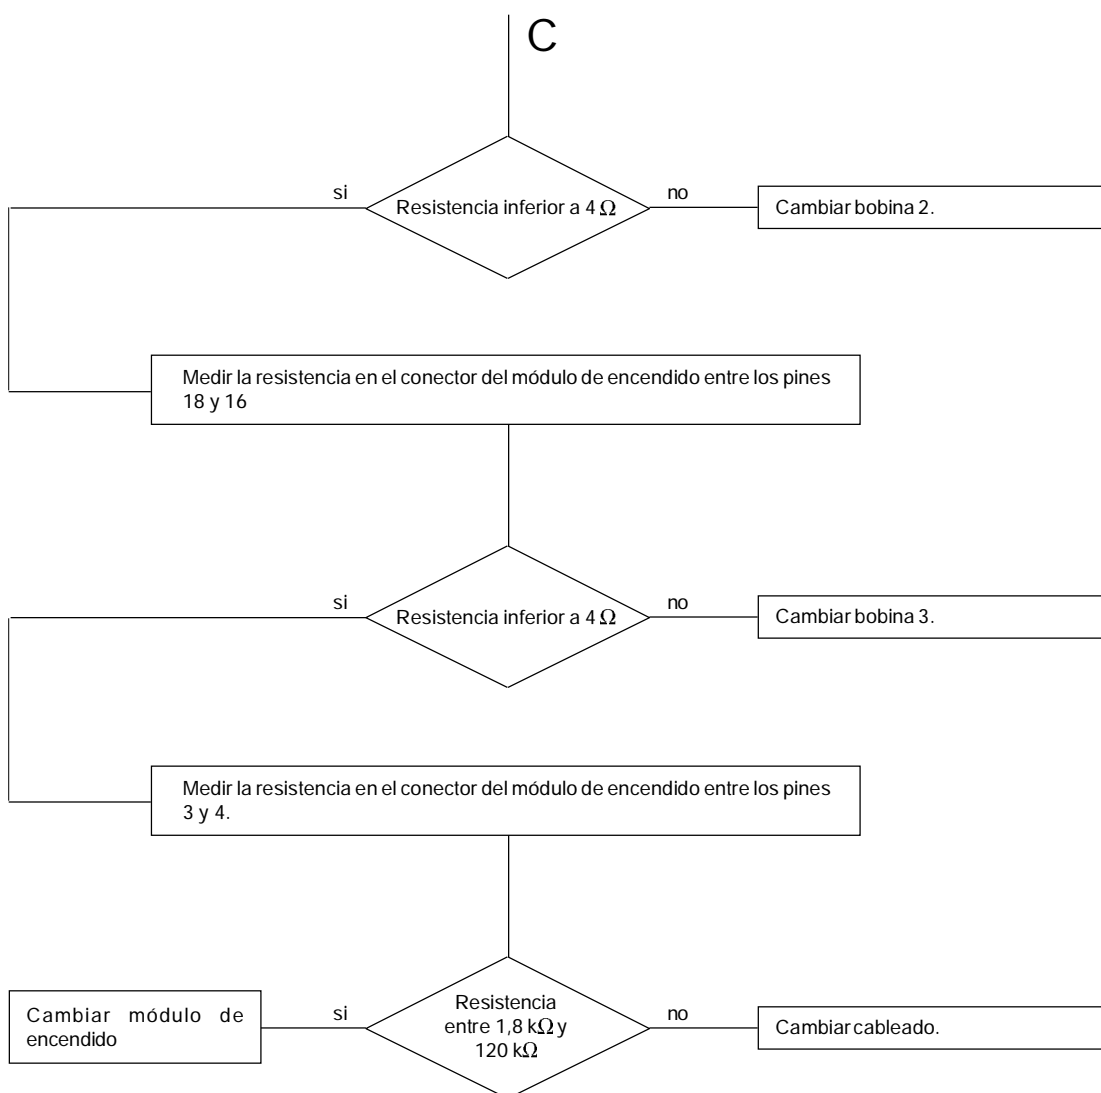 C
si
Resistencia inferior a 4 Ω
no
Cambiar bobina 2.
Medir la resistencia en el conector del módulo de encendido entre los pines
18 y 16
si
Resistencia inferior a 4 Ω
no
Cambiar bobina 3.
Medir la resistencia en el conector del módulo de encendido entre los pines
3 y 4.
Cambiar módulo de
encendido
si
Resistencia
entre 1,8 kΩ y
120 kΩ
no
Cambiar cableado.